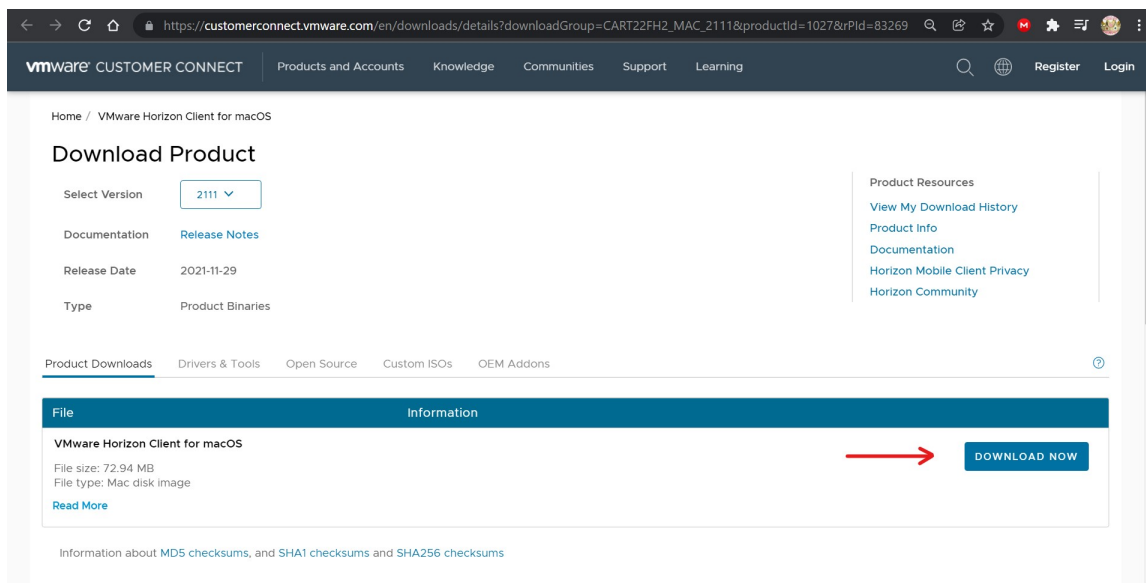 https://customerconnect.vmware.com/en/downloads/details?downloadGroup=CART22FH2_MAC_2111&productId=1027&rPId=83269
vmware® CUSTOMER CONNECT Products and Accounts Knowledge Communities Support Learning Register Login
Home / VMware Horizon Client for macOS
Download Product
Select Version 2111
Documentation Release Notes
Release Date 2021-11-29
Type Product Binaries
Product Resources
View My Download History
Product Info
Documentation
Horizon Mobile Client Privacy
Horizon Community
Product Downloads Drivers & Tools Open Source Custom ISOs OEM Addons
File Information
VMware Horizon Client for macOS
File size: 72.94 MB
File type: Mac disk image
Read More
DOWNLOAD NOW
Information about MD5 checksums, and SHA1 checksums and SHA256 checksums